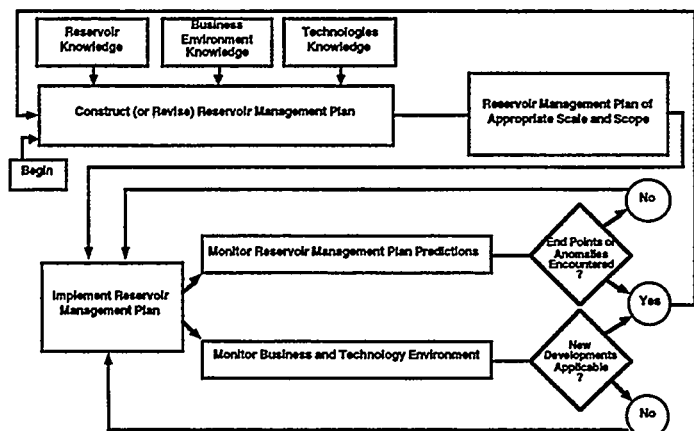 Reservoir
Knowledge
Business
Environment
Knowledge
Technologies
Knowledge
Construct (or Revise) Reservoir Management Plan
Reservoir Management Plan of
Appropriate Scale and Scope
Begin
No
Monitor Reservoir Management Plan Predictions
End Points or
Anomalies
Encountered
?
Implement Reservoir
Management Plan
Yes
Monitor Business and Technology Environment
New
Developments
Applicable
?
No